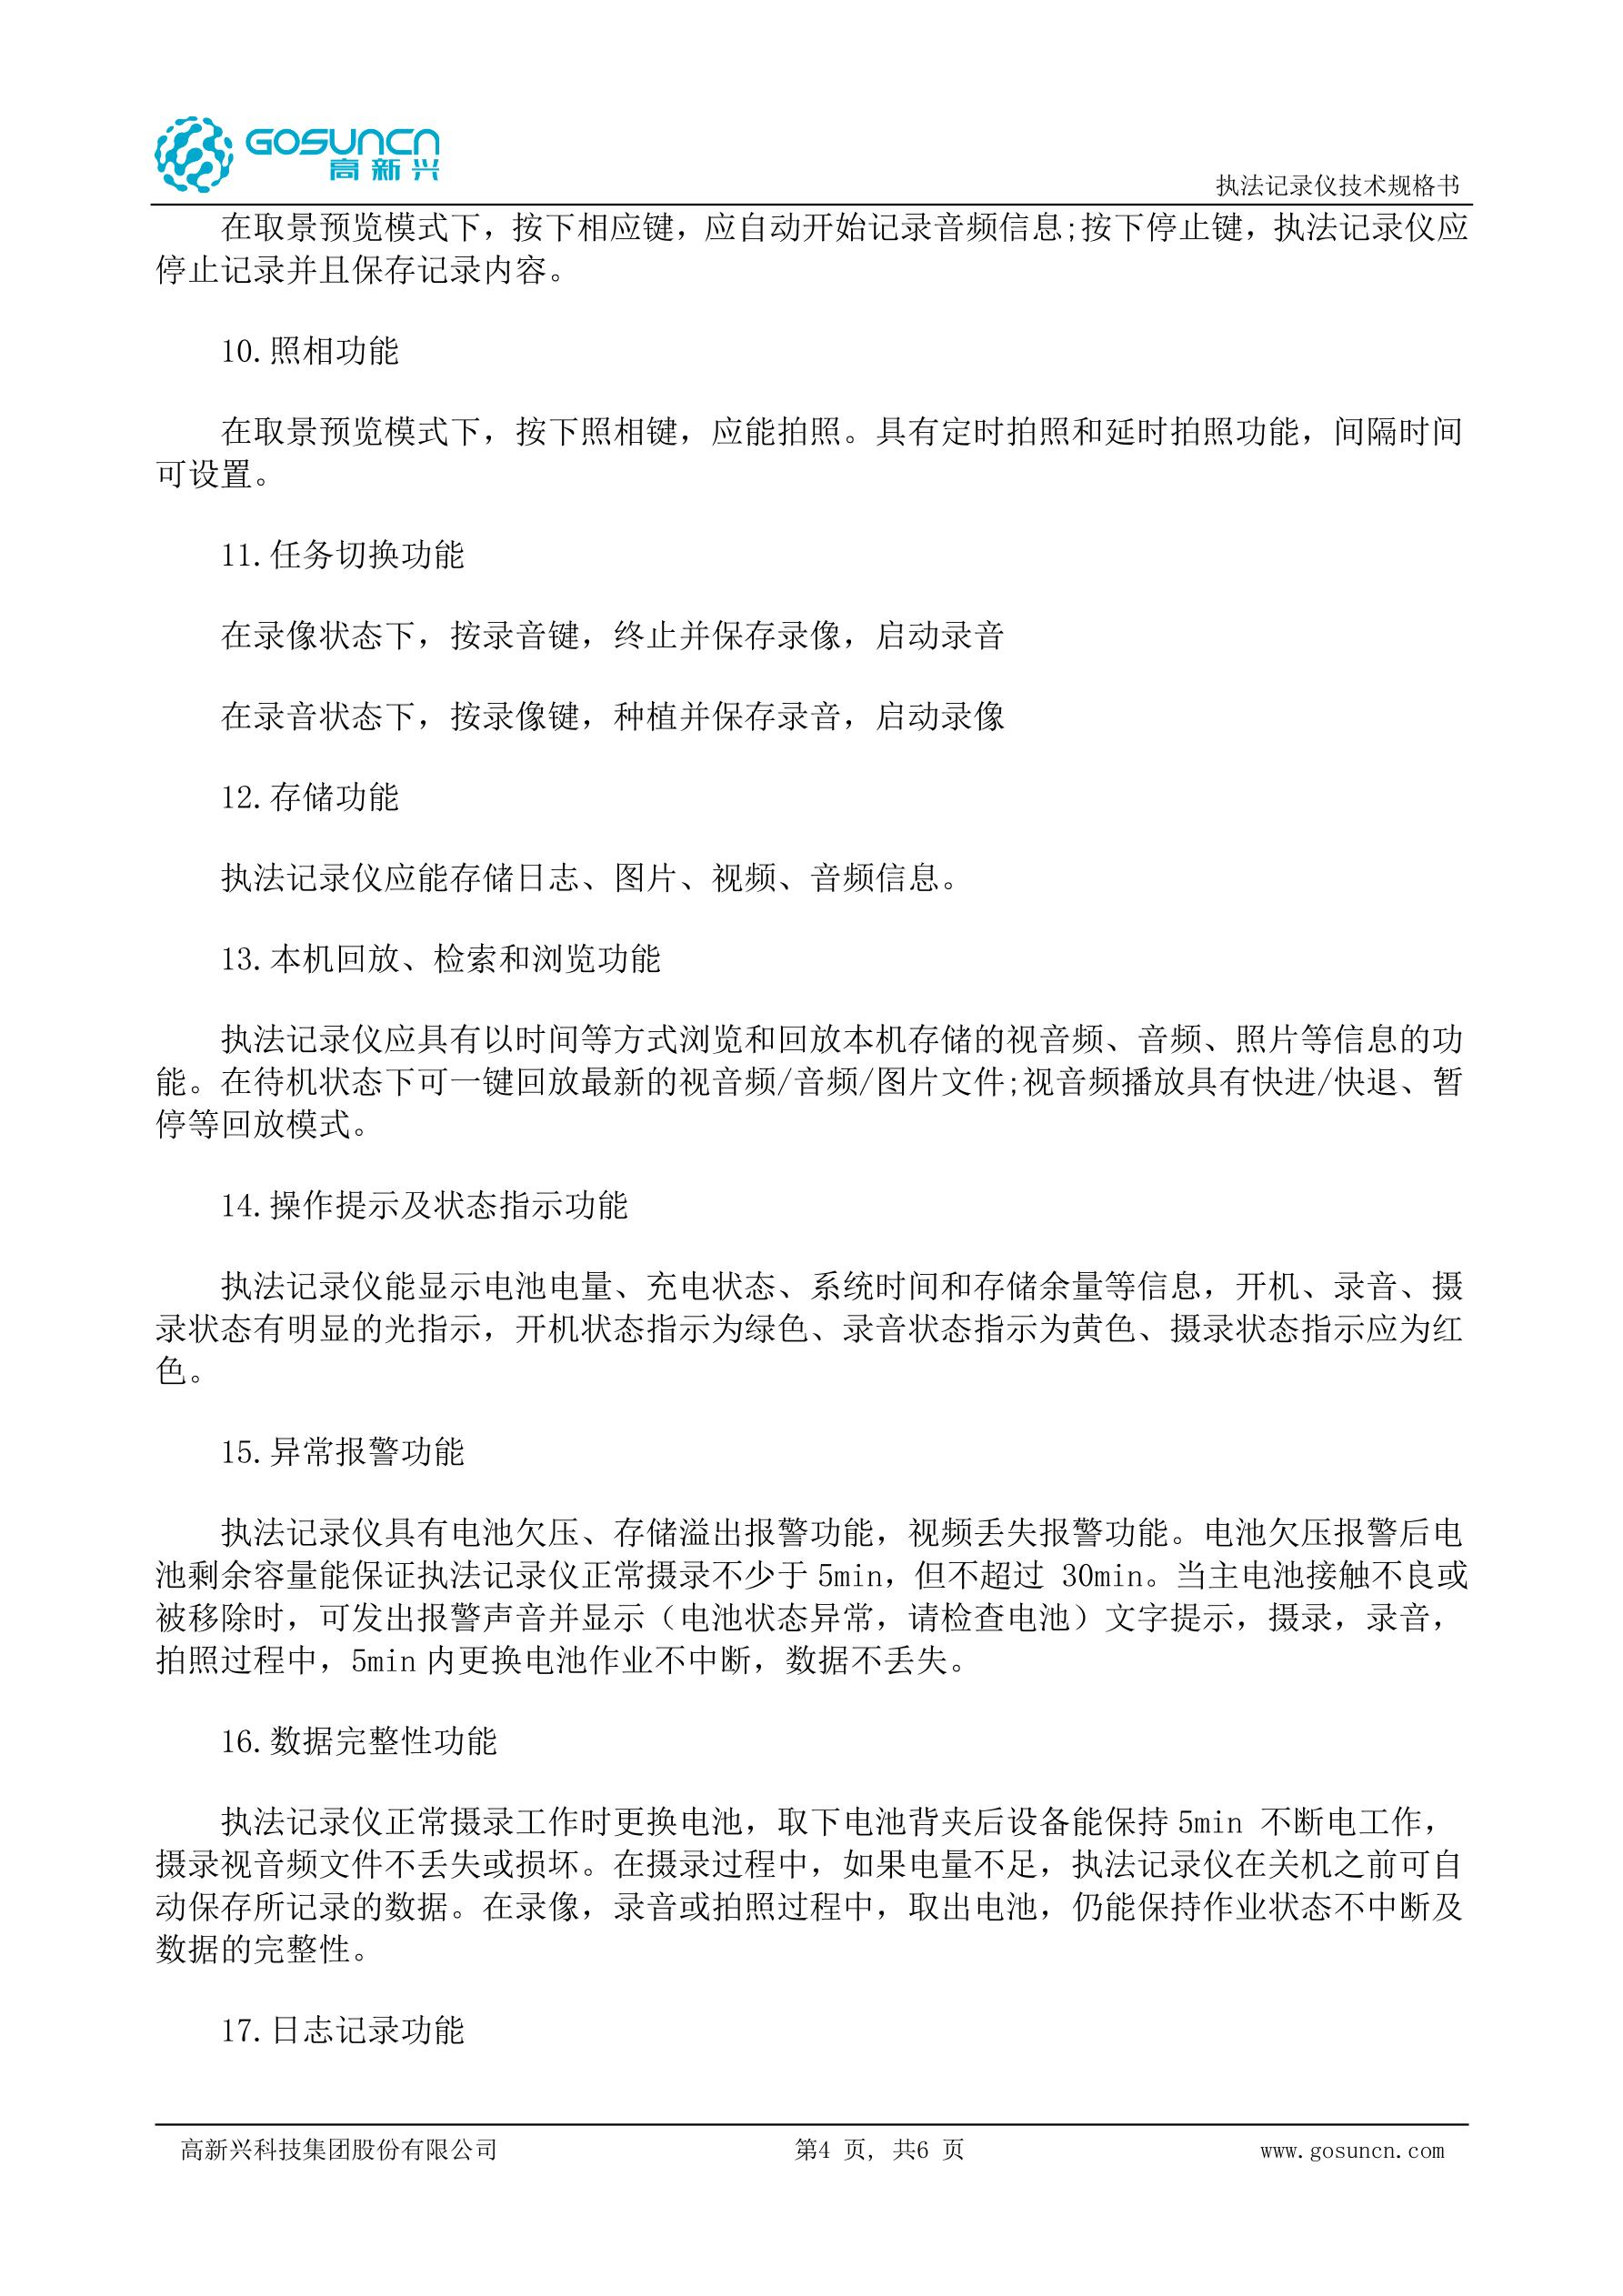 GOSUNCN
高新兴
执法记录仪技术规格书
在取景预览模式下，按下相应键，应自动开始记录音频信息;按下停止键，执法记录仪应
停止记录并且保存记录内容。
10.照相功能
在取景预览模式下，按下照相键，应能拍照。具有定时拍照和延时拍照功能，间隔时间
可设置。
11.任务切换功能
在录像状态下，按录音键，终止并保存录像，启动录音
在录音状态下，按录像键，种植并保存录音，启动录像
12.存储功能
执法记录仪应能存储日志、图片、视频、音频信息。
13.本机回放、检索和浏览功能
执法记录仪应具有以时间等方式浏览和回放本机存储的视音频、音频、照片等信息的功
能。在待机状态下可一键回放最新的视音频/音频/图片文件;视音频播放具有快进/快退、暂
停等回放模式。
14.操作提示及状态指示功能
执法记录仪能显示电池电量、充电状态、系统时间和存储余量等信息，开机、录音、摄
录状态有明显的光指示，开机状态指示为绿色、录音状态指示为黄色、摄录状态指示应为红
色。
15.异常报警功能
执法记录仪具有电池欠压、存储溢出报警功能，视频丢失报警功能。电池欠压报警后电
池剩余容量能保证执法记录仪正常摄录不少于 5min，但不超过 30min。当主电池接触不良或
被移除时，可发出报警声音并显示（电池状态异常，请检查电池）文字提示，摄录，录音，
拍照过程中，5min 内更换电池作业不中断，数据不丢失。
16.数据完整性功能
执法记录仪正常摄录工作时更换电池，取下电池背夹后设备能保持 5min 不断电工作，
摄录视音频文件不丢失或损坏。在摄录过程中，如果电量不足，执法记录仪在关机之前可自
动保存所记录的数据。在录像，录音或拍照过程中，取出电池，仍能保持作业状态不中断及
数据的完整性。
17.日志记录功能
高新兴科技集团股份有限公司 第4 页，共6 页 www.gosuncn.com